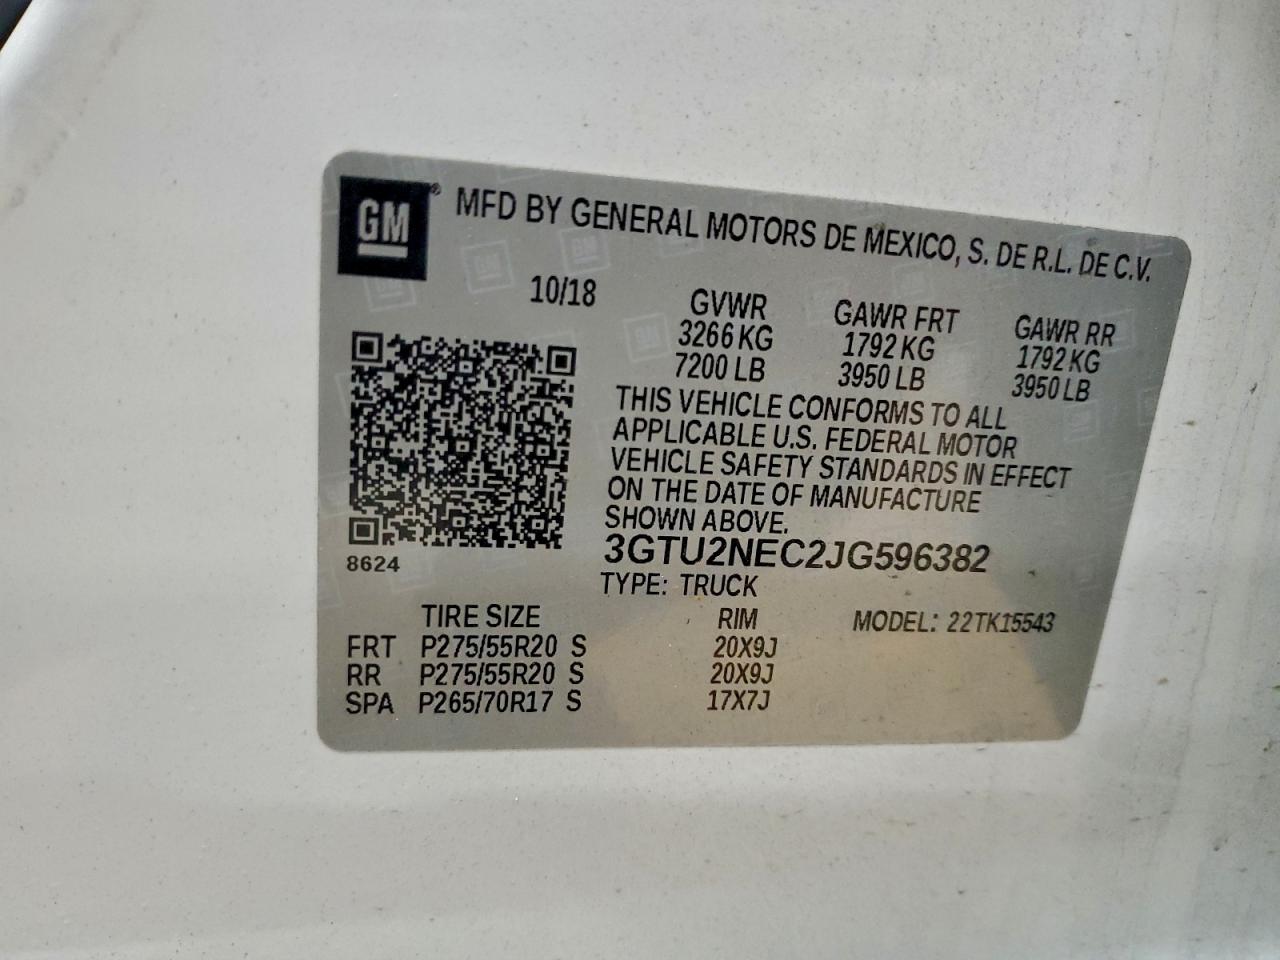 GM® MFD BY GENERAL MOTORS DE MEXICO, S. DE R.L. DE C.V.
10/18 GVWR GAWR FRT GAWR RR
3266 KG 1792 KG 1792 KG
7200 LB 3950 LB 3950 LB
THIS VEHICLE CONFORMS TO ALL
APPLICABLE U.S. FEDERAL MOTOR
VEHICLE SAFETY STANDARDS IN EFFECT
ON THE DATE OF MANUFACTURE
SHOWN ABOVE.
8624 3GTU2NEC2JG596382
TYPE: TRUCK
TIRE SIZE RIM MODEL: 22TK15543
FRT P275/55R20 S 20X9J
RR P275/55R20 S 20X9J
SPA P265/70R17 S 17X7J